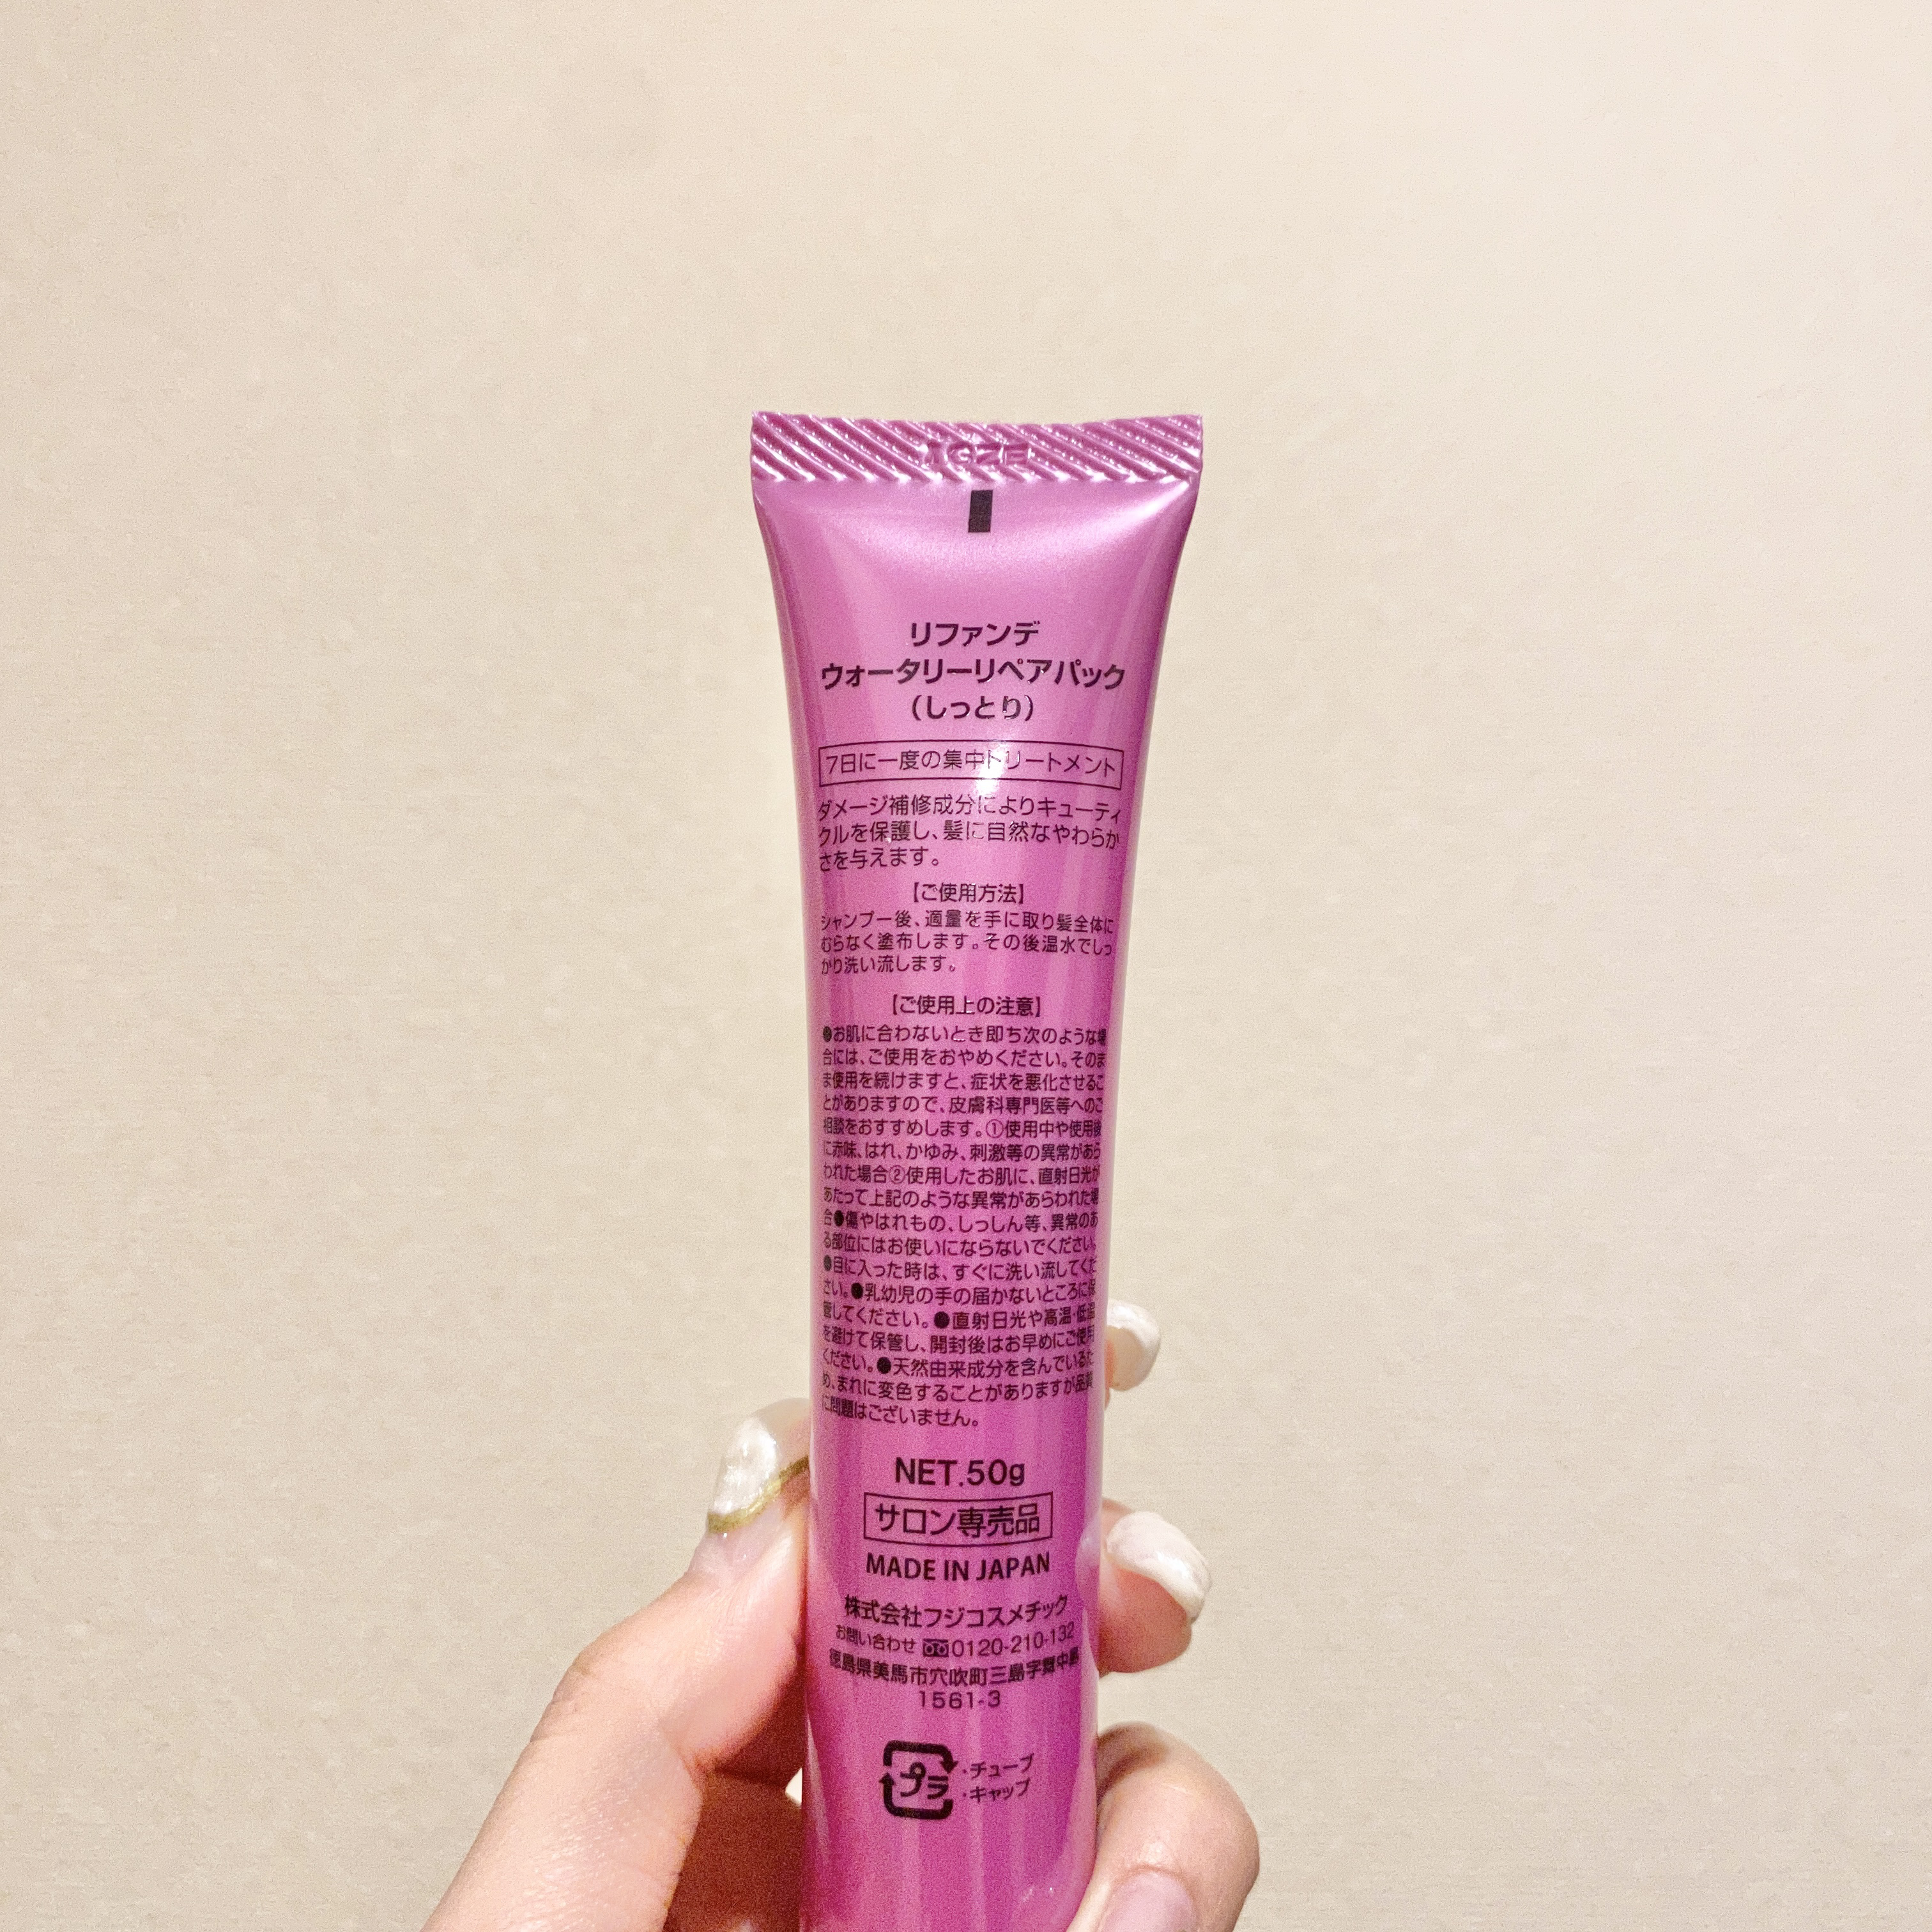 リファンデ
ウォータリーリペアパック
（しっとり）
7日に一度の集中トリートメント
ダメージ補修成分によりキューティ
クルを保護し、髪に自然なやわらか
さを与えます。
【ご使用方法】
シャンプー後、適量を手に取り髪全体に
むらなく塗布します。その後温水でしっ
かり洗い流します。
【ご使用上の注意】
●お肌に合わないとき即ち次のような場
合には、ご使用をおやめください。そのま
ま使用を続けますと、症状を悪化させるこ
とがありますので、皮膚科専門医等へのご
相談をおすすめします。①使用中や使用後
に赤味、はれ、かゆみ、刺激等の異常があら
われた場合②使用したお肌に、直射日光が
あたって上記のような異常があらわれた場
合●傷やはれもの、しっしん等、異常のあ
る部位にはお使いにならないでください。
●目に入った時は、すぐに洗い流してくだ
さい。●乳幼児の手の届かないところに保
管してください。●直射日光や高温・低温
を避けて保管し、開封後はお早めにご使用
ください。●天然由来成分を含んでいるた
め、まれに変色することがありますが品質
に問題はございません。
NET.50g
サロン専売品
MADE IN JAPAN
株式会社フジコスメチック
お問い合わせ 0120-210-132
徳島県美馬市穴吹町三島字舞中島
1561-3
プラ
・チューブ
・キャップ